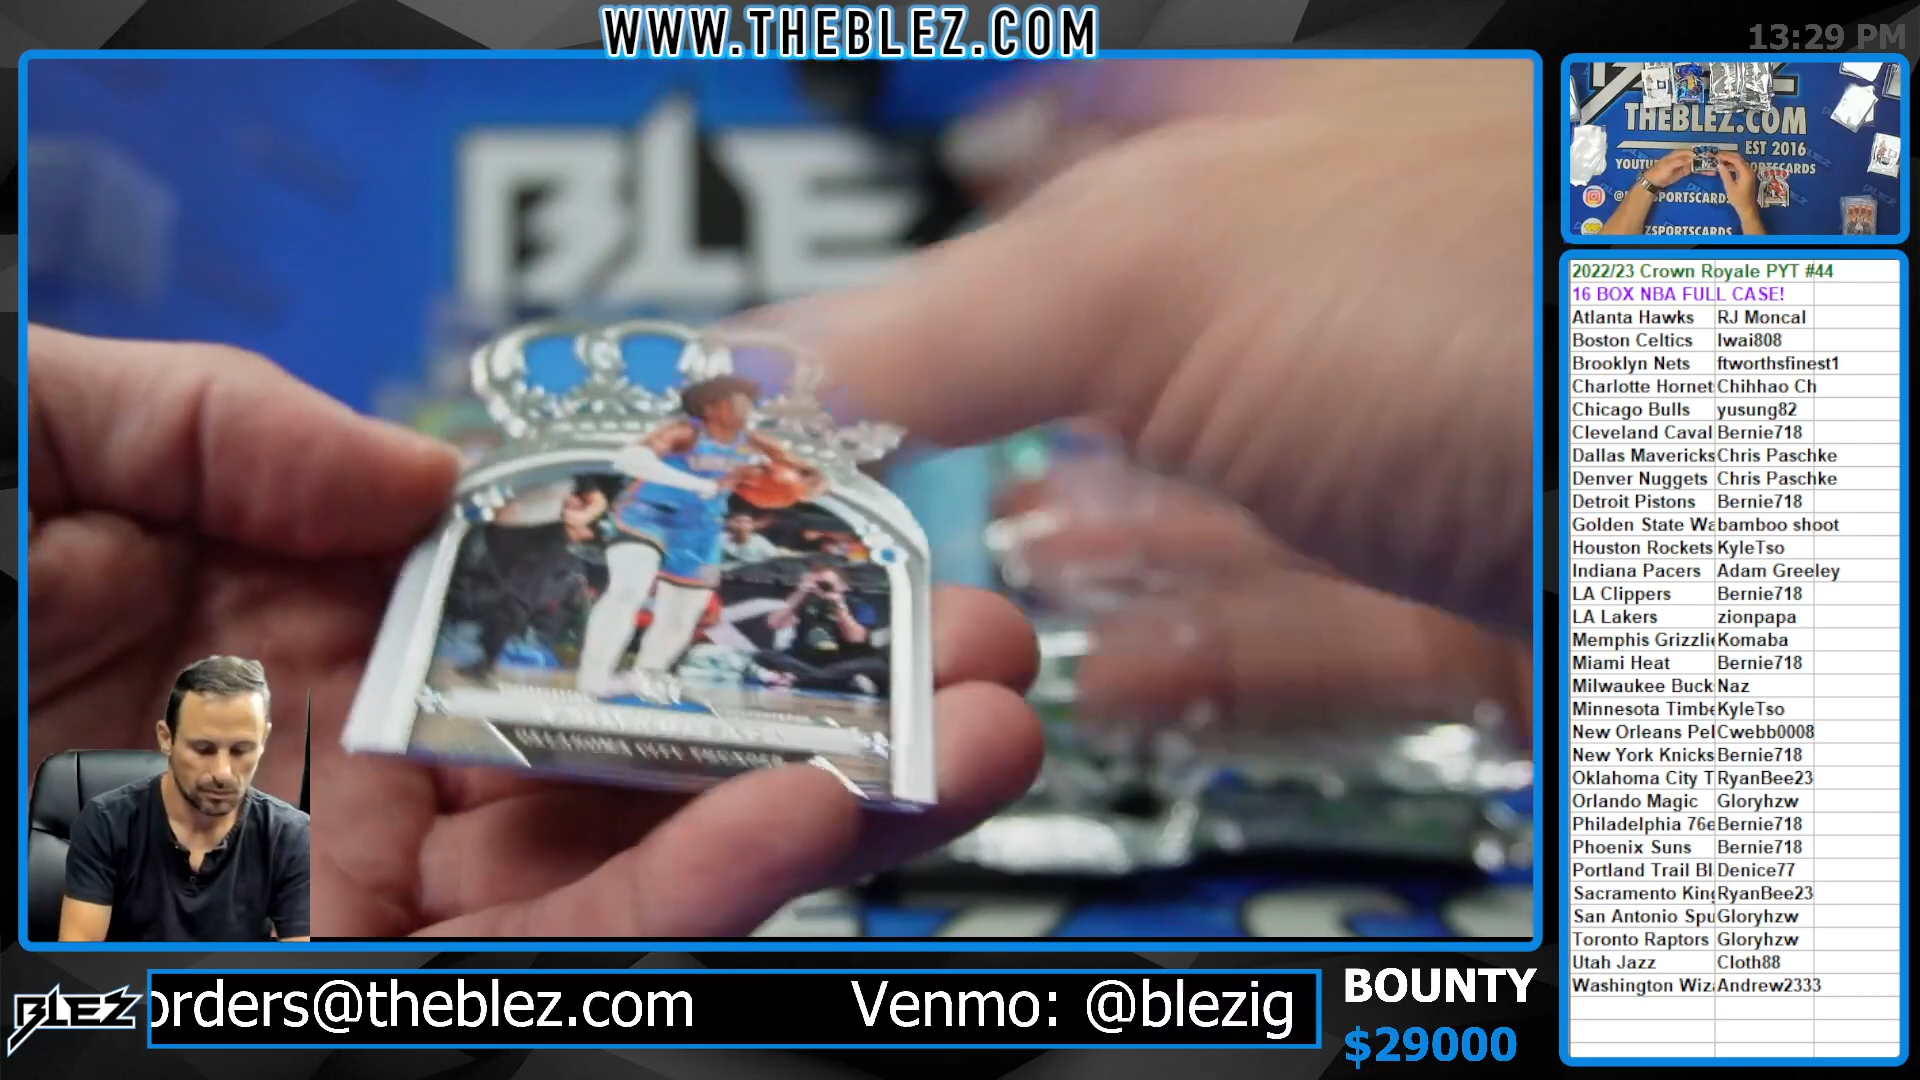 WWW.THEBLEZ.COM
13:29 PM
BLEZ
THEBLEZ.COM
EST 2016
SPORTSCARDS
2022/23 Crown Royale PYT #44
16 BOX NBA FULL CASE!
Atlanta Hawks RJ Moncal
Boston Celtics Iwai808
Brooklyn Nets ftworthsfinest1
Charlotte Hornet Chihhao Ch
Chicago Bulls yusung82
Cleveland Caval Bernie718
Dallas Mavericks Chris Paschke
Denver Nuggets Chris Paschke
Detroit Pistons Bernie718
Golden State Wa bamboo shoot
Houston Rockets KyleTso
Indiana Pacers Adam Greeley
LA Clippers Bernie718
LA Lakers zionpapa
Memphis Grizzlie Komaba
Miami Heat Bernie718
Milwaukee Buck Naz
Minnesota Timbe KyleTso
New Orleans Pel Cwebb0008
New York Knicks Bernie718
Oklahoma City T RyanBee23
Orlando Magic Gloryhzw
Philadelphia 76e Bernie718
Phoenix Suns Bernie718
Portland Trail Bl Denice77
Sacramento King RyanBee23
San Antonio Spu Gloryhzw
Toronto Raptors Gloryhzw
Utah Jazz Cloth88
Washington Wiz Andrew2333
BLEZ
orders@theblez.com Venmo: @blezig
BOUNTY
$29000